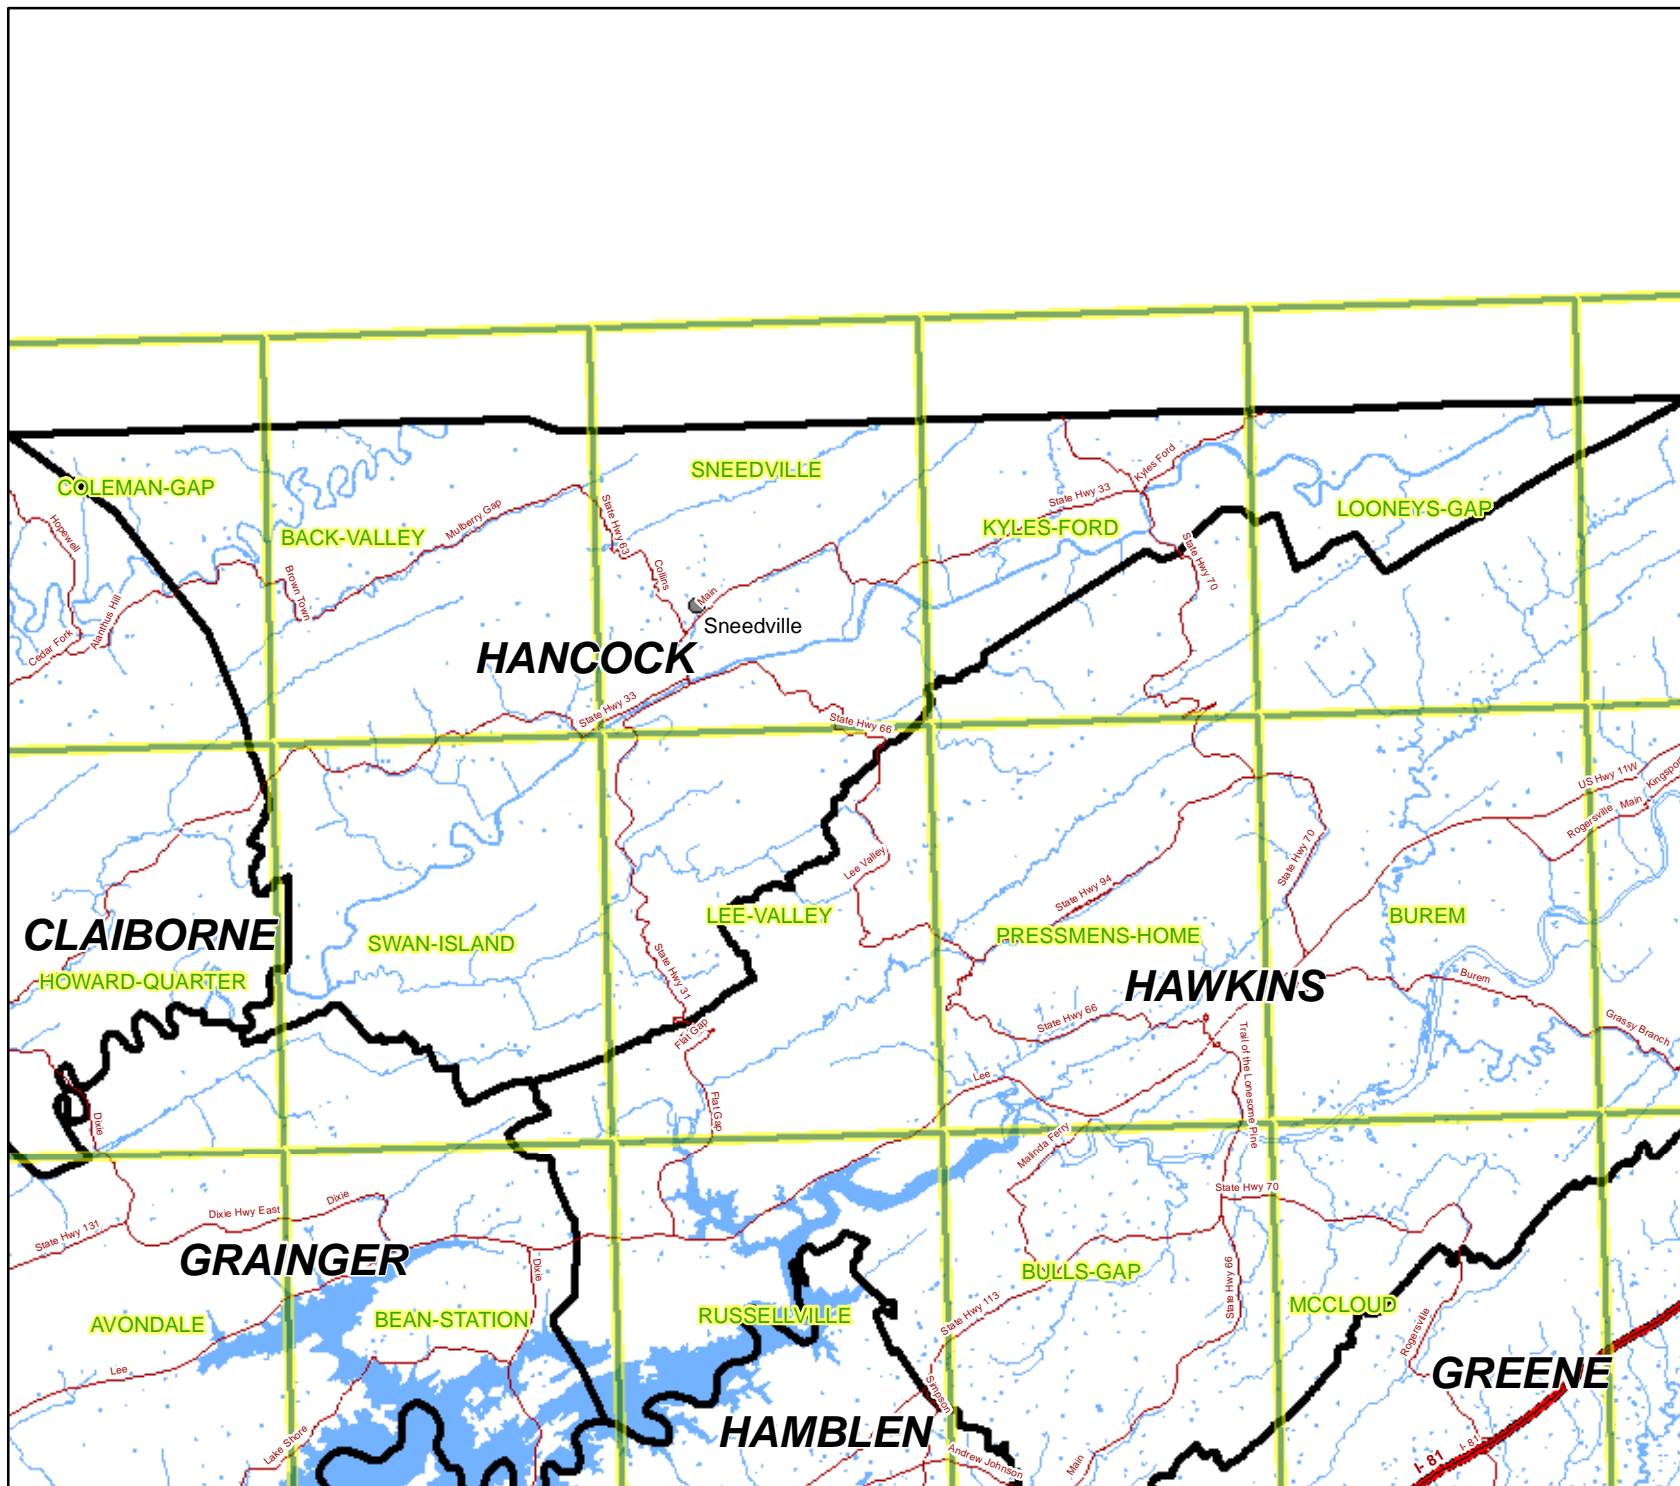 SNEEDVILLE
COLEMAN-GAP
BACK-VALLEY
KYLES-FORD
LOONEYS-GAP
Hopewell
Mulberry Gap
State Hwy 63
State Hwy 33
Kyles Ford
State Hwy 70
Brown Town
Alanthus Hill
Cedar Fork
Collins
Main
Sneedville
HANCOCK
State Hwy 33
State Hwy 66
US Hwy 11W
Rogersville
Main
Lee Valley
State Hwy 94
State Hwy 70
LEE-VALLEY
BUREM
CLAIBORNE
SWAN-ISLAND
PRESSMENS-HOME
HOWARD-QUARTER
State Hwy 31
HAWKINS
Burem
Flat Gap
State Hwy 66
Trail of the Lonesome Pine
Grassy Branch
Lee
Dixie
Flat Gap
Malinda Ferry
State Hwy 70
Dixie
Dixie Hwy East
State Hwy 131
GRAINGER
Dixie
BULLS-GAP
State Hwy 66
AVONDALE
BEAN-STATION
RUSSELLVILLE
State Hwy 113
MCCLOUD
Rogersville
Lee
Simpson
GREENE
HAMBLEN
Lake Shore
Andrew Johnson
Main
I- 81
I- 81